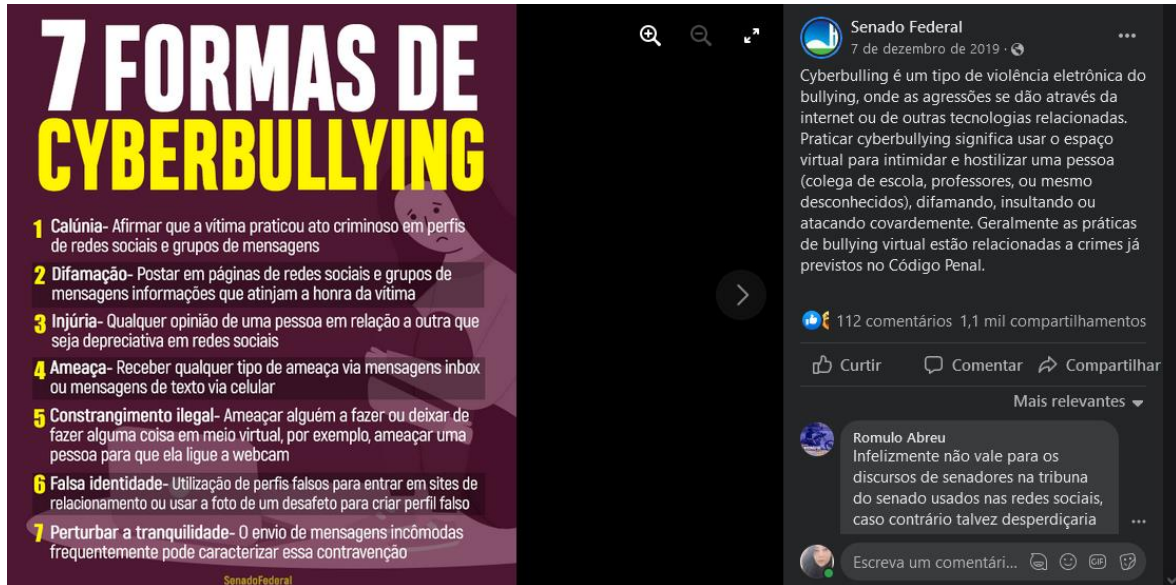 7 FORMAS DE
CYBERBULLYING
1 Calúnia- Afirmar que a vítima praticou ato criminoso em perfis
de redes sociais e grupos de mensagens
2 Difamação- Postar em páginas de redes sociais e grupos de
mensagens informações que atinjam a honra da vítima
3 Injúria- Qualquer opinião de uma pessoa em relação a outra que
seja depreciativa em redes sociais
4 Ameaça- Receber qualquer tipo de ameaça via mensagens inbox
ou mensagens de texto via celular
5 Constrangimento ilegal- Ameaçar alguém a fazer ou deixar de
fazer alguma coisa em meio virtual, por exemplo, ameaçar uma
pessoa para que ela ligue a webcam
6 Falsa identidade- Utilização de perfis falsos para entrar em sites de
relacionamento ou usar a foto de um desafeto para criar perfil falso
7 Perturbar a tranquilidade- O envio de mensagens incômodas
frequentemente pode caracterizar essa contravenção
SenadoFederal
Senado Federal
7 de dezembro de 2019 ·
Cyberbulling é um tipo de violência eletrônica do
bullying, onde as agressões se dão através da
internet ou de outras tecnologias relacionadas.
Praticar cyberbullying significa usar o espaço
virtual para intimidar e hostilizar uma pessoa
(colega de escola, professores, ou mesmo
desconhecidos), difamando, insultando ou
atacando covardemente. Geralmente as práticas
de bullying virtual estão relacionadas a crimes já
previstos no Código Penal.
112 comentários 1,1 mil compartilhamentos
Curtir Comentar Compartilhar
Mais relevantes
Romulo Abreu
Infelizmente não vale para os
discursos de senadores na tribuna
do senado usados nas redes sociais,
caso contrário talvez desperdiçaria
Escreva um comentári... GIF